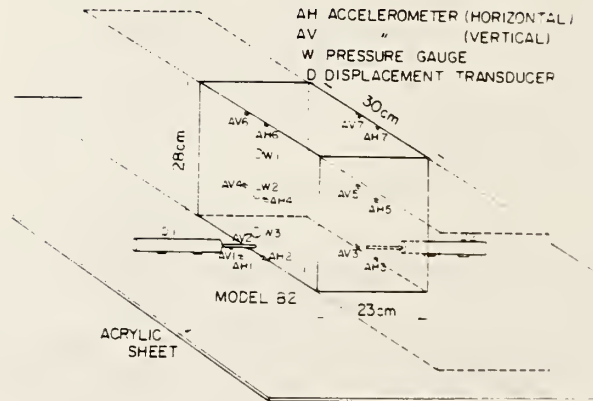 AH ACCELEROMETER (HORIZONTAL)
AV " (VERTICAL)
W PRESSURE GAUGE
D DISPLACEMENT TRANSDUCER
30cm
28cm
AV6
AH6
AV7
AH7
W1
AV4
W2
AH4
AV5
AH5
W3
AV2
AV1
AH1
AH2
AV3
AH3
MODEL B2
23cm
ACRYLIC
SHEET